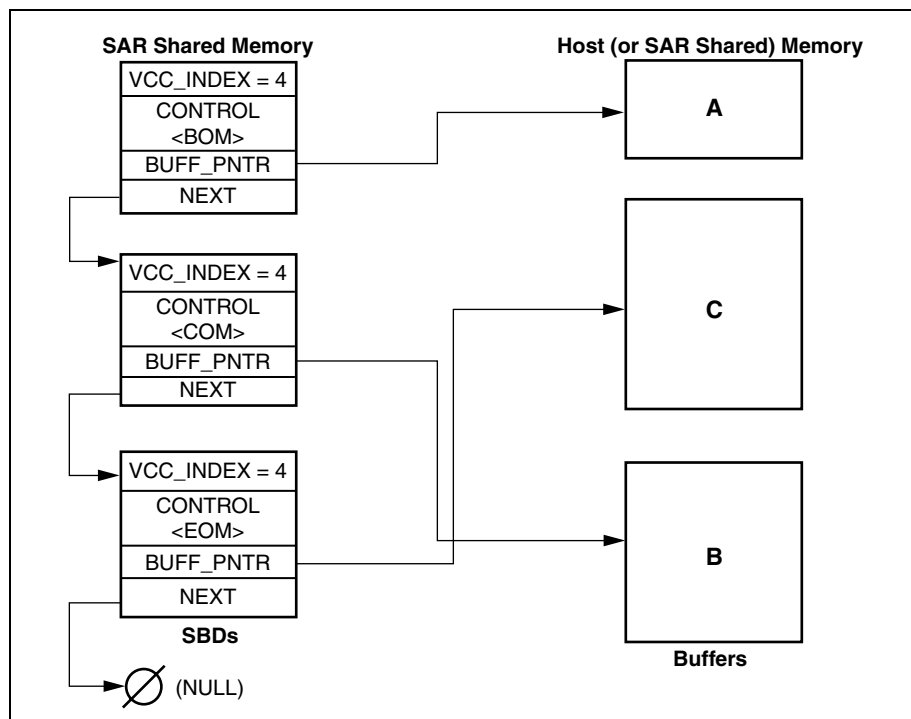 SAR Shared Memory
VCC_INDEX = 4
CONTROL
<BOM>
BUFF_PNTR
NEXT
VCC_INDEX = 4
CONTROL
<COM>
BUFF_PNTR
NEXT
VCC_INDEX = 4
CONTROL
<EOM>
BUFF_PNTR
NEXT
SBDs
(NULL)
Host (or SAR Shared) Memory
A
C
B
Buffers